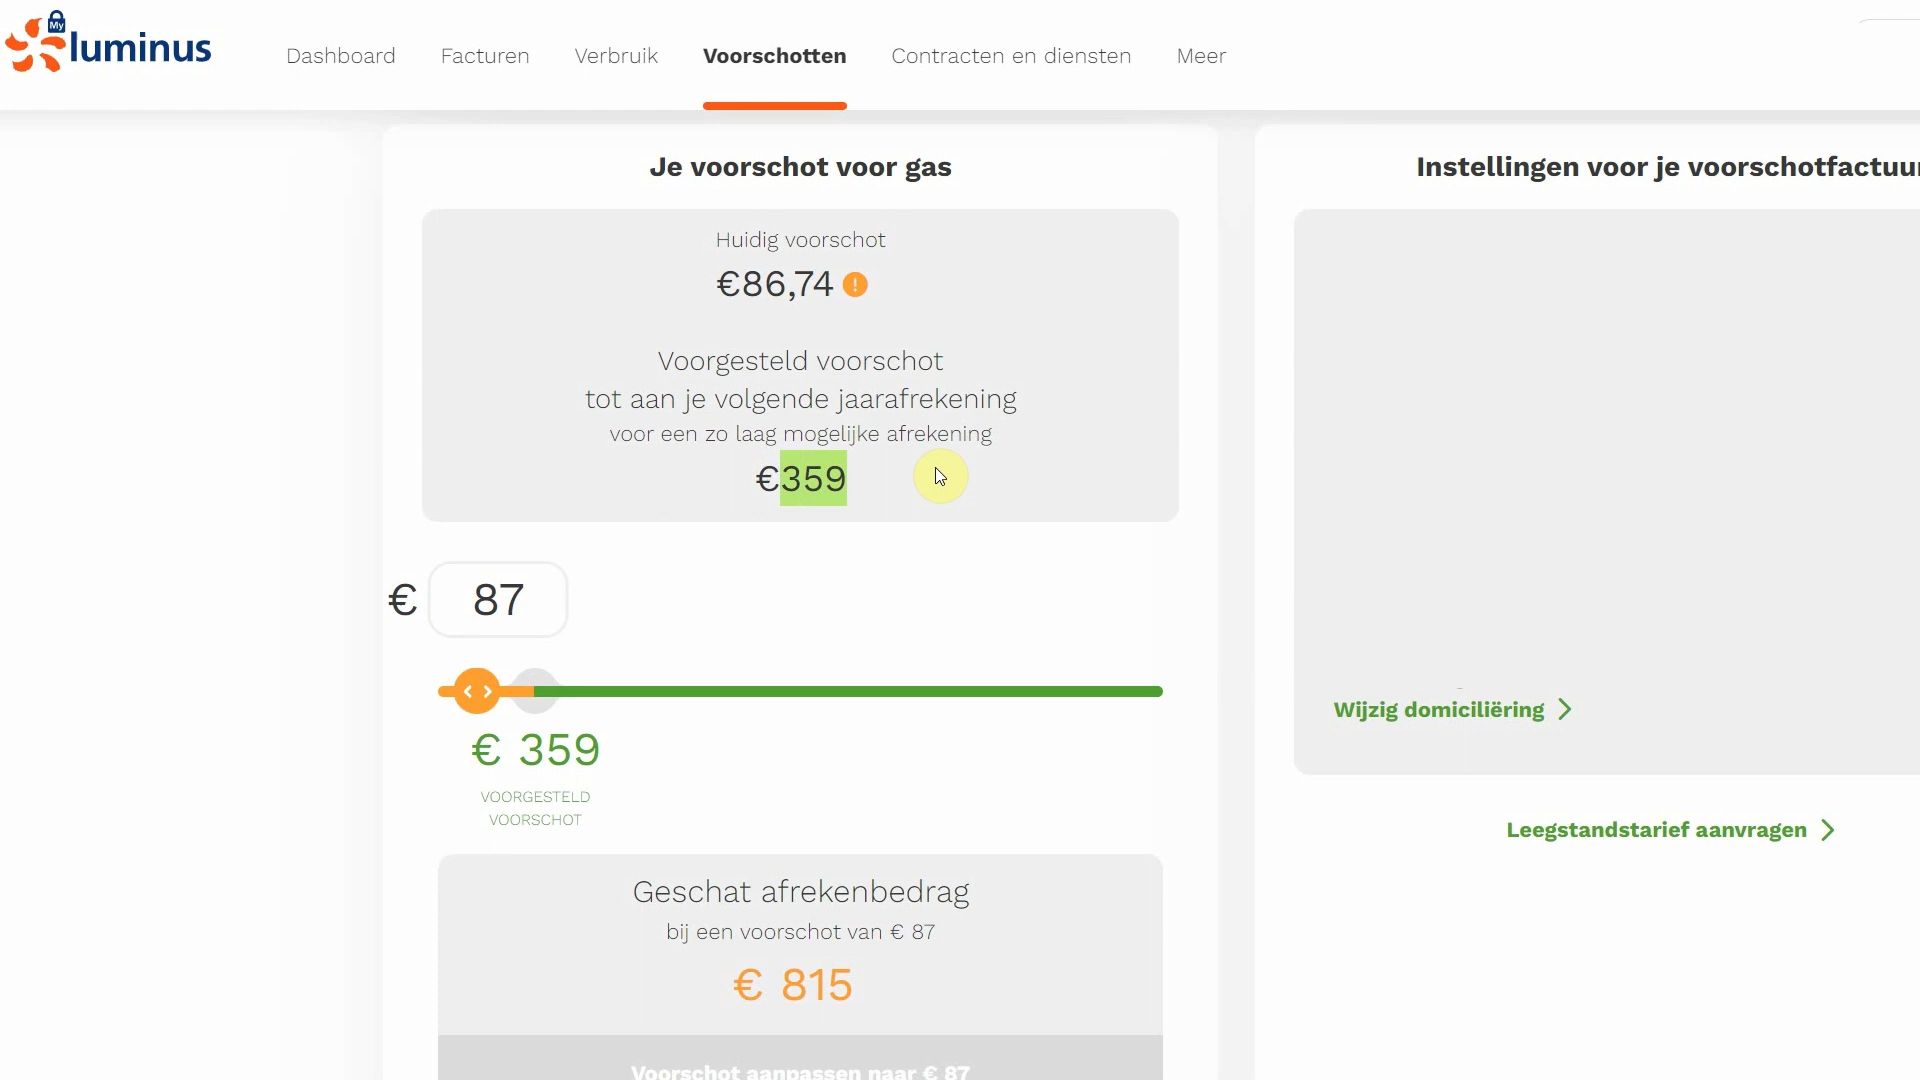 My
luminus
Dashboard
Facturen
Verbruik
Voorschotten
Contracten en diensten
Meer
Je voorschot voor gas
Huidig voorschot
€86,74 !
Voorgesteld voorschot
tot aan je volgende jaarafrekening
voor een zo laag mogelijke afrekening
€359
€ 87
€ 359
VOORGESTELD
VOORSCHOT
Geschat afrekenbedrag
bij een voorschot van € 87
€ 815
Voorschot aanpassen naar € 87
Instellingen voor je voorschotfactuur
Wijzig domiciliëring
Leegstandstarief aanvragen